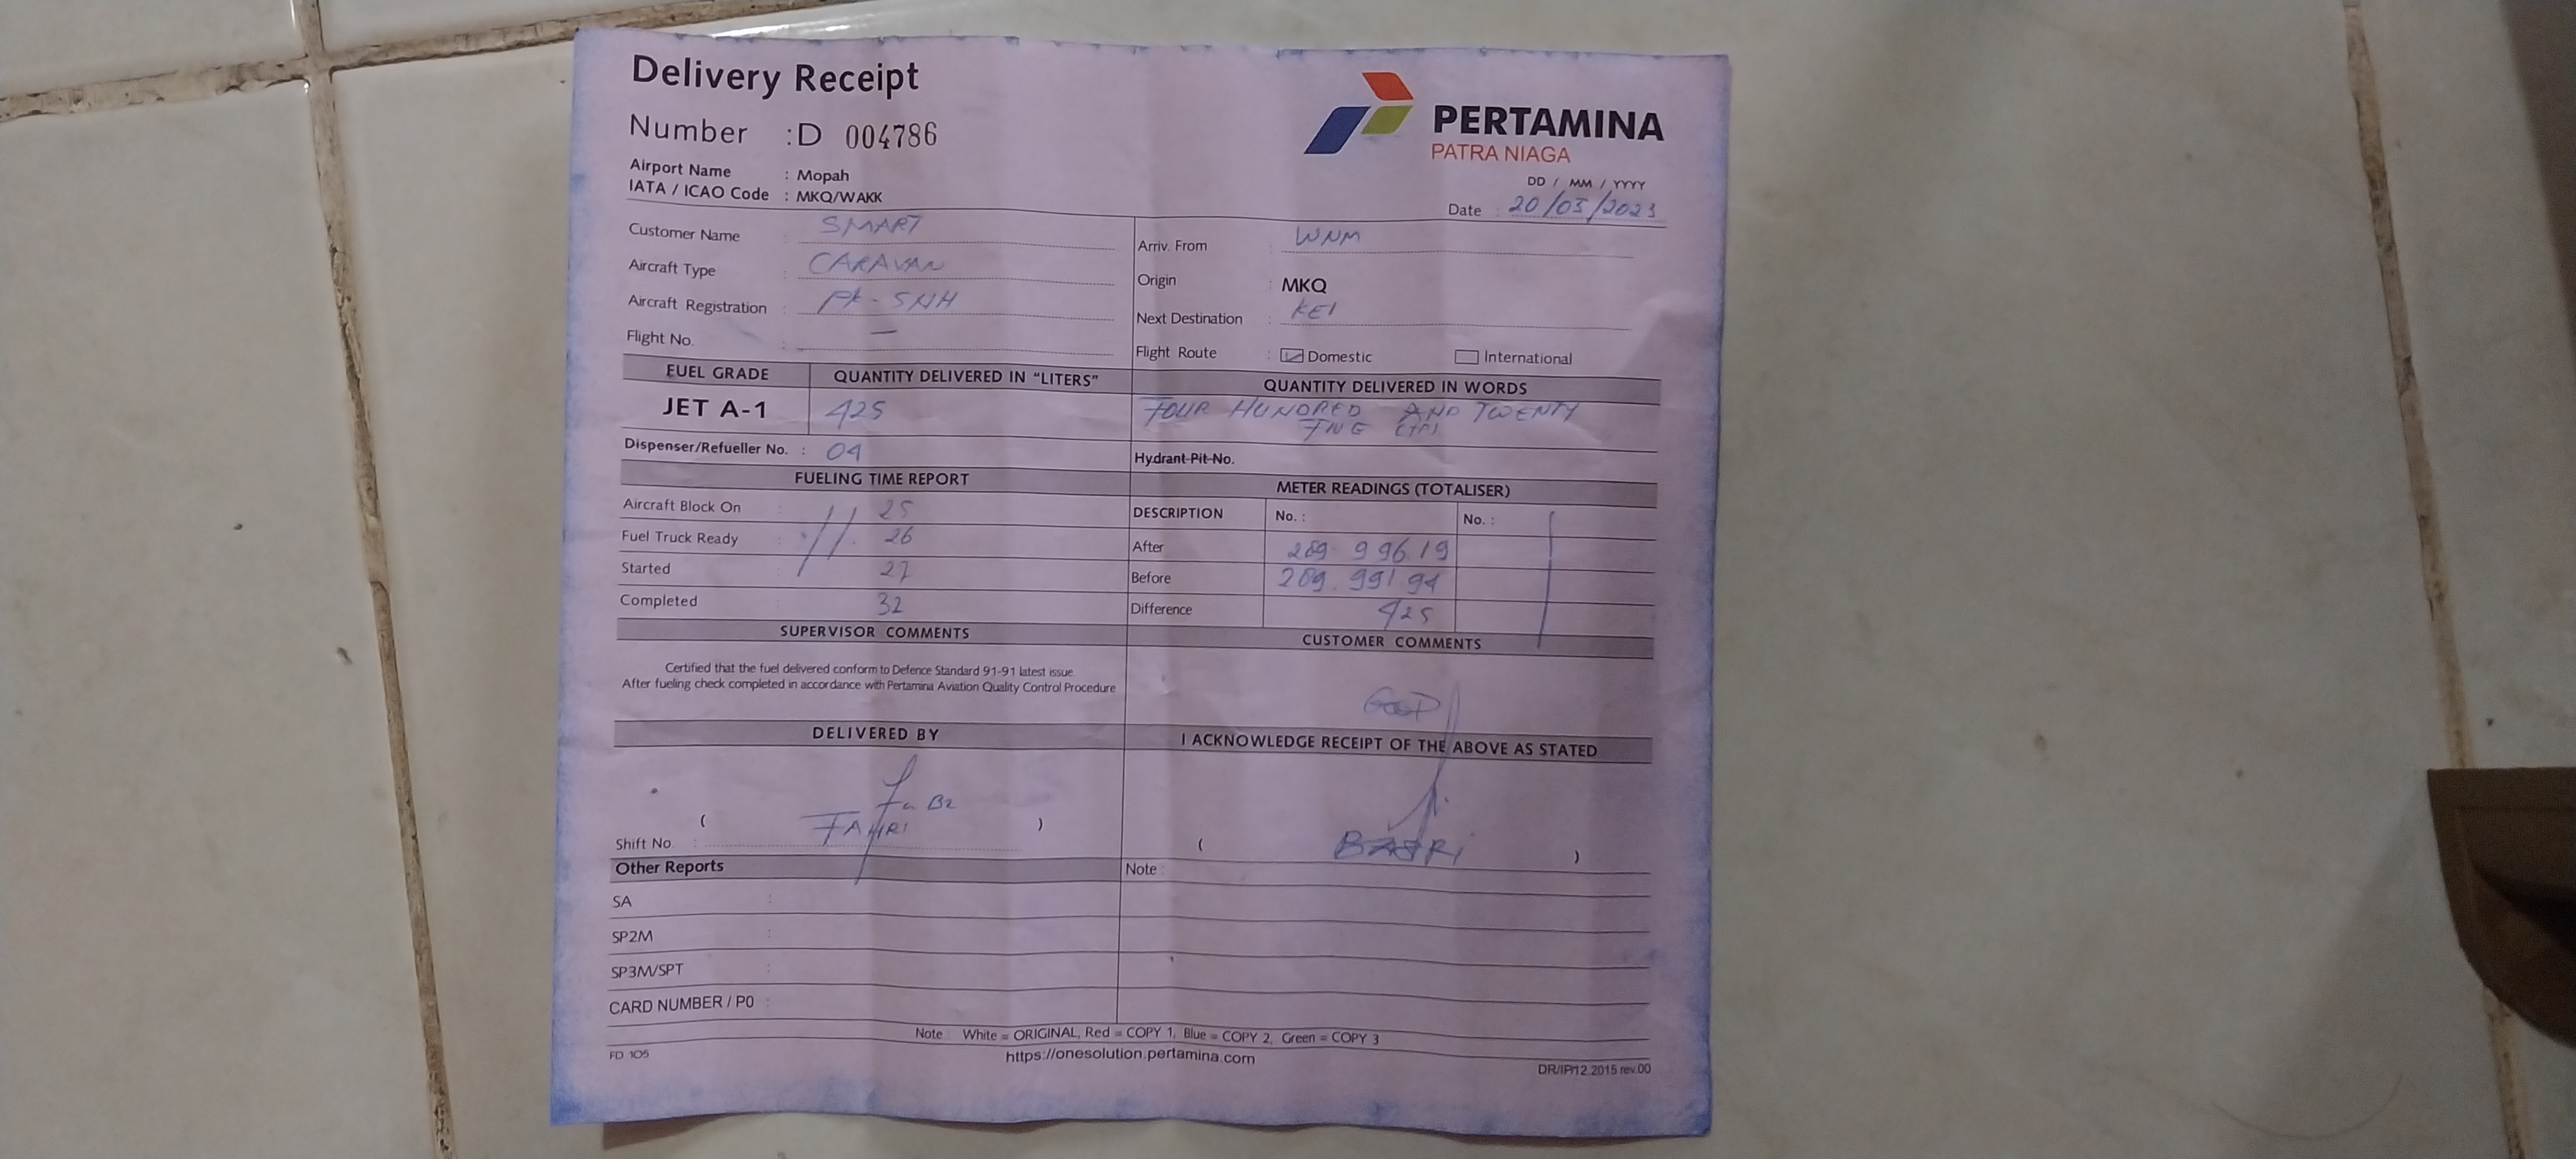 Delivery Receipt
Number : D 004786
PERTAMINA
PATRA NIAGA
Airport Name : Mopah
IATA / ICAO Code : MKQ/WAKK
DD / MM / YYYY
Date : 20/05/2023
Customer Name : SMART
Aircraft Type : CARAVAN
Aircraft Registration : PK-SNH
Flight No. : —
Arriv. From : WNM
Origin : MKQ
Next Destination : KEI
Flight Route : Domestic International
FUEL GRADE QUANTITY DELIVERED IN "LITERS" QUANTITY DELIVERED IN WORDS
JET A-1 425 FOUR HUNDRED AND TWENTY
Dispenser/Refueller No. : 04 Hydrant Pit No.
FUELING TIME REPORT
Aircraft Block On : 25
Fuel Truck Ready : 11. 26
Started : 27
Completed : 32
METER READINGS (TOTALISER)
DESCRIPTION No. : No. :
After 289.996.19
Before 289.991.94
Difference 425
SUPERVISOR COMMENTS
Certified that the fuel delivered conform to Defence Standard 91-91 latest issue
After fueling check completed in accordance with Pertamina Aviation Quality Control Procedure
CUSTOMER COMMENTS
GOOD
DELIVERED BY
( FAHRI )
Shift No. :
I ACKNOWLEDGE RECEIPT OF THE ABOVE AS STATED
( BASRI )
Other Reports
SA :
SP2M :
SP3M/SPT :
CARD NUMBER / P0 :
Note :
Note : White = ORIGINAL, Red = COPY 1, Blue = COPY 2, Green = COPY 3
FD 105
https://onesolution.pertamina.com
DR/IP/12.2015 rev.00